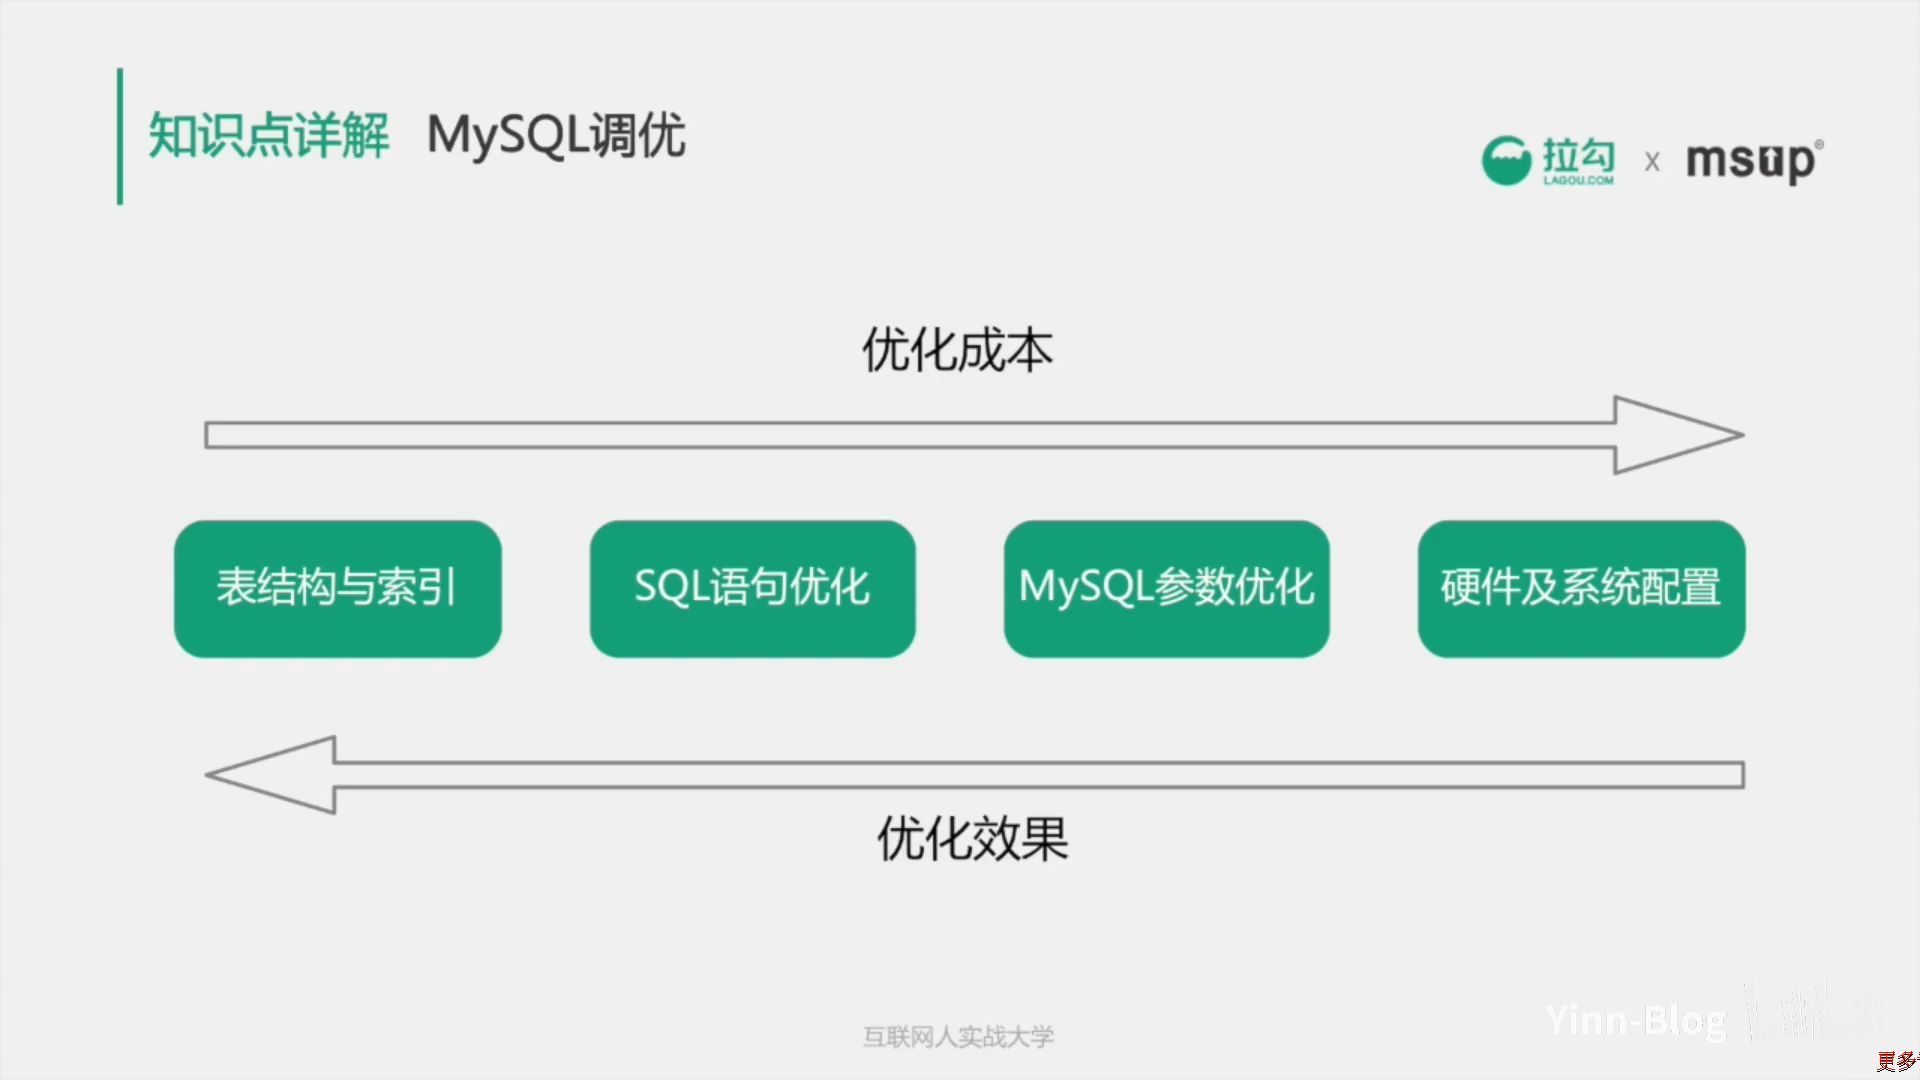 知识点详解 MySQL调优
拉勾
LAGOU.COM
x msup®
优化成本
表结构与索引 SQL语句优化 MySQL参数优化 硬件及系统配置
优化效果
Yinn-Blog
互联网人实战大学
更多